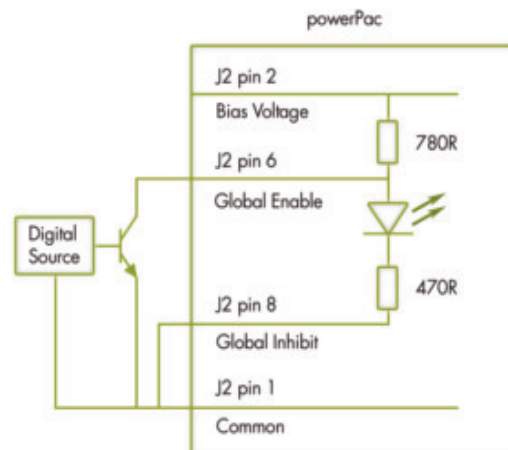 powerPac
J2 pin 2
Bias Voltage
780R
J2 pin 6
Global Enable
Digital
Source
470R
J2 pin 8
Global Inhibit
J2 pin 1
Common